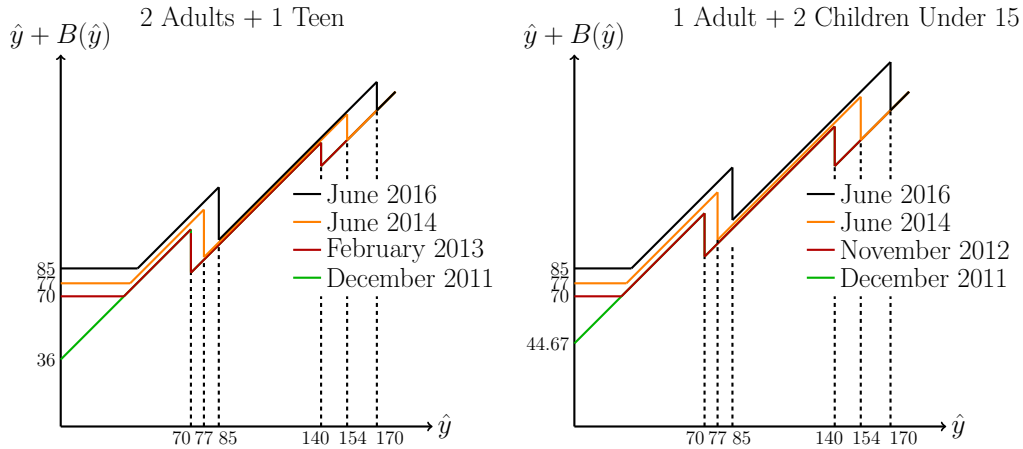 2 Adults + 1 Teen
ŷ + B(ŷ)
June 2016
June 2014
February 2013
December 2011
85
77
70
36
70 77 85 140 154 170 ŷ
1 Adult + 2 Children Under 15
ŷ + B(ŷ)
June 2016
June 2014
November 2012
December 2011
85
77
70
44.67
70 77 85 140 154 170 ŷ